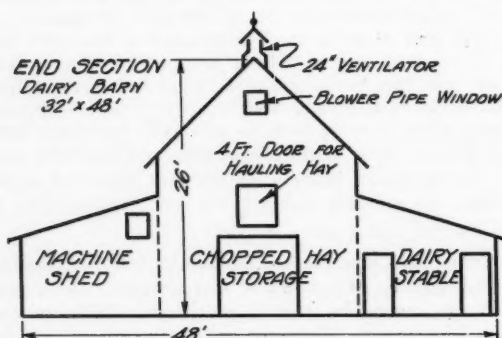 END SECTION
DAIRY BARN
32' x 48'
24" VENTILATOR
BLOWER PIPE WINDOW
4 FT. DOOR FOR
HAULING HAY
26'
MACHINE
SHED
CHOPPED HAY
STORAGE
DAIRY
STABLE
48'